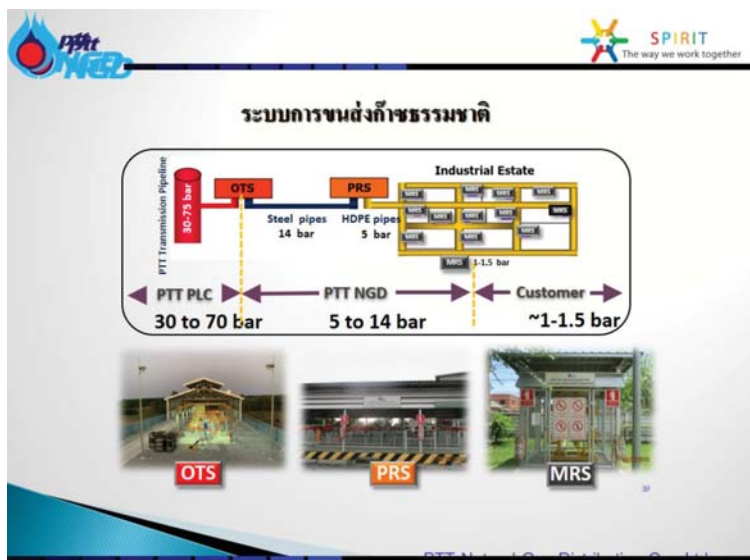 SPIRIT
The way we work together
ระบบการขนส่งก๊าซธรรมชาติ
PTT Transmission Pipeline
30-75 bar
OTS
PRS
Industrial Estate
MRS
MRS
MRS
MRS
MRS
MRS
MRS
MRS
MRS
MRS
MRS
MRS
Steel pipes
14 bar
HDPE pipes
5 bar
MRS
1-1.5 bar
PTT PLC
PTT NGD
Customer
30 to 70 bar
5 to 14 bar
~1-1.5 bar
OTS
PRS
MRS